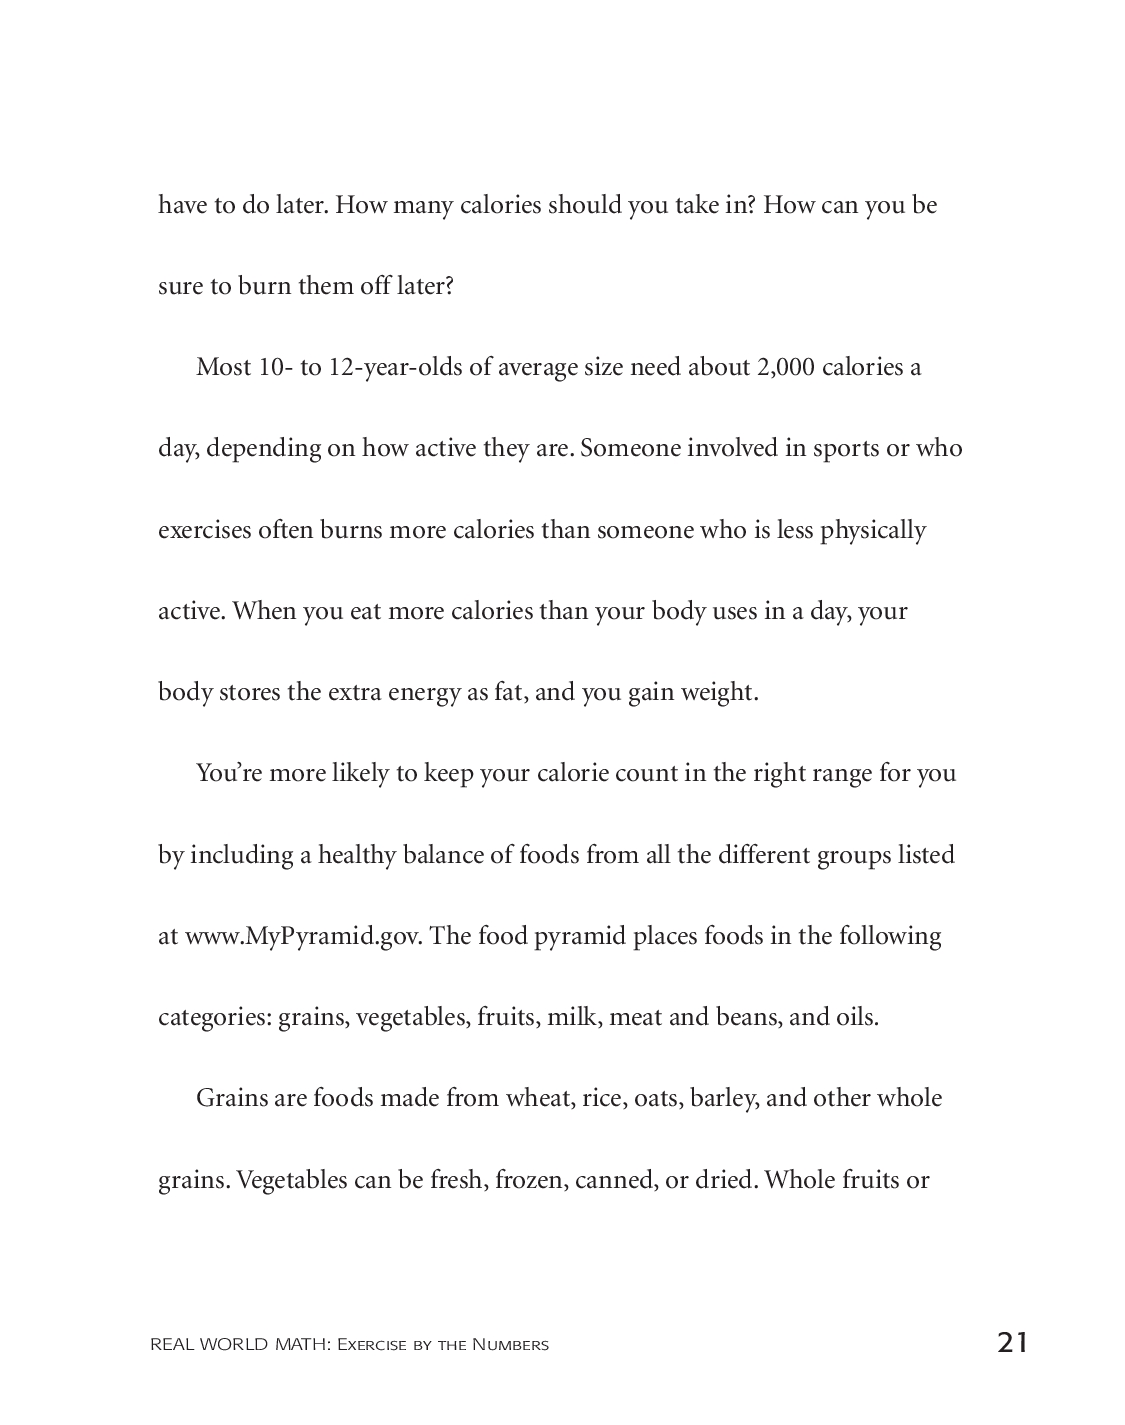 have to do later. How many calories should you take in? How can you be
sure to burn them off later?
Most 10- to 12-year-olds of average size need about 2,000 calories a
day, depending on how active they are. Someone involved in sports or who
exercises often burns more calories than someone who is less physically
active. When you eat more calories than your body uses in a day, your
body stores the extra energy as fat, and you gain weight.
You’re more likely to keep your calorie count in the right range for you
by including a healthy balance of foods from all the different groups listed
at www.MyPyramid.gov. The food pyramid places foods in the following
categories: grains, vegetables, fruits, milk, meat and beans, and oils.
Grains are foods made from wheat, rice, oats, barley, and other whole
grains. Vegetables can be fresh, frozen, canned, or dried. Whole fruits or
REAL WORLD MATH: Exercise by the Numbers 21